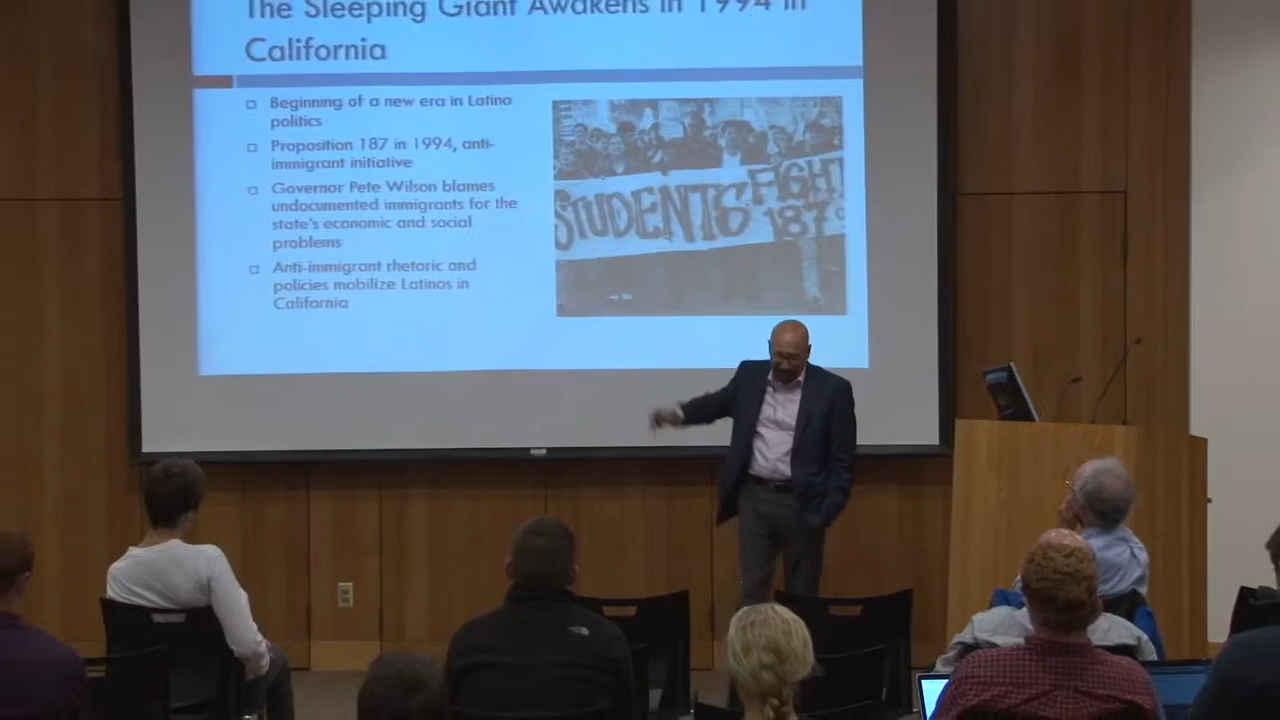 The Sleeping Giant Awakens in 1994 in
California
Beginning of a new era in Latino
politics
Proposition 187 in 1994, anti-
immigrant initiative
Governor Pete Wilson blames
undocumented immigrants for the
state's economic and social
problems
Anti-immigrant rhetoric and
policies mobilize Latinos in
California
STUDENTS FIGHT
187